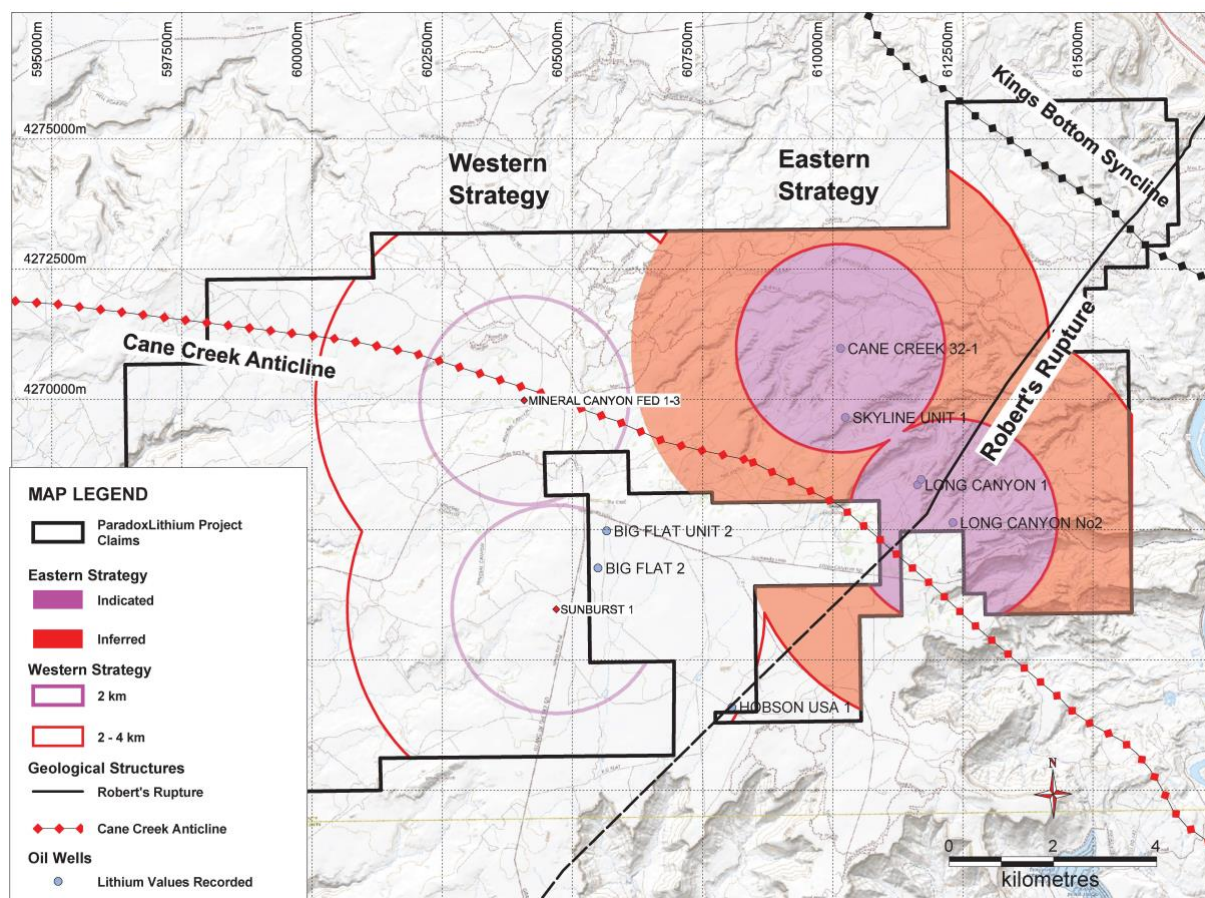 595000m
597500m
600000m
602500m
605000m
607500m
610000m
612500m
615000m
4275000m
4272500m
4270000m
Western
Strategy
Eastern
Strategy
Kings Bottom Syncline
Cane Creek Anticline
Robert's Rupture
CANE CREEK 32-1
MINERAL CANYON FED 1-3
SKYLINE UNIT 1
LONG CANYON 1
LONG CANYON No2
BIG FLAT UNIT 2
BIG FLAT 2
SUNBURST 1
HOBSON USA 1
MAP LEGEND
ParadoxLithium Project
Claims
Eastern Strategy
Indicated
Inferred
Western Strategy
2 km
2 - 4 km
Geological Structures
Robert's Rupture
Cane Creek Anticline
Oil Wells
Lithium Values Recorded
N
0 2 4
kilometres